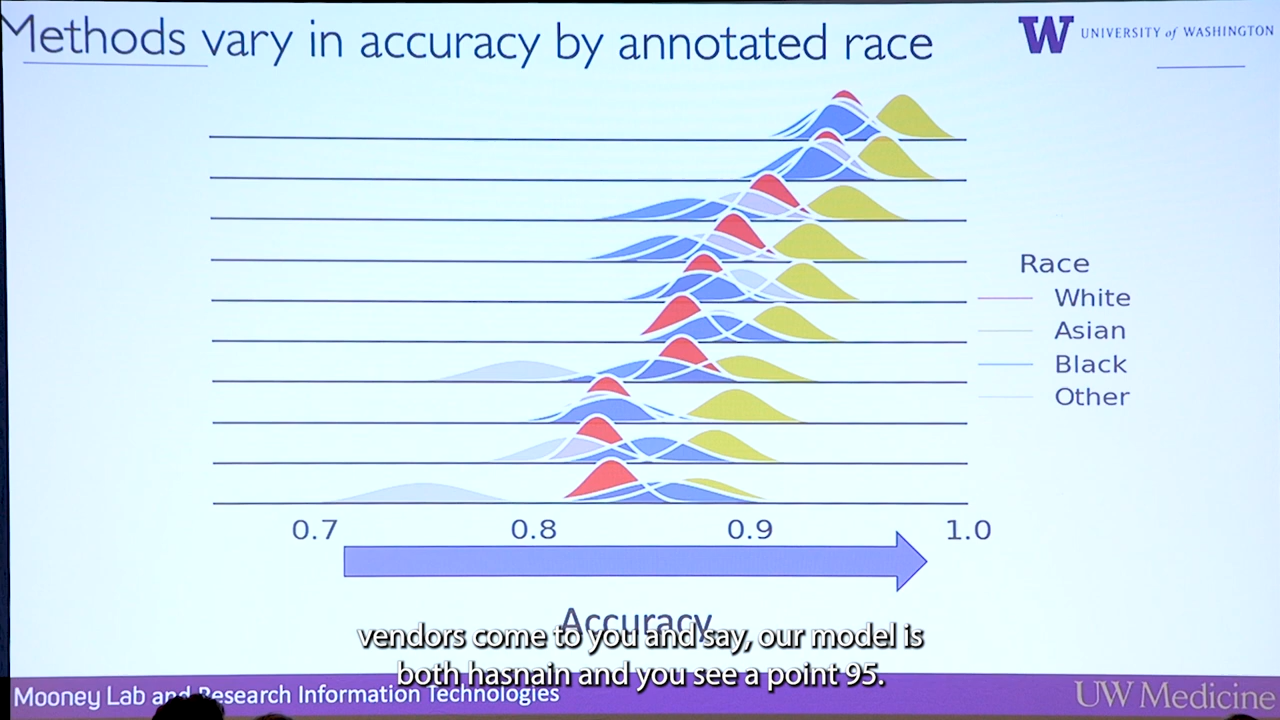 Methods vary in accuracy by annotated race
W UNIVERSITY of WASHINGTON
Race
White
Asian
Black
Other
0.7 0.8 0.9 1.0
Accuracy
vendors come to you and say, our model is
both hasnain and you see a point 95.
Mooney Lab and Research Information Technologies
UW Medicine